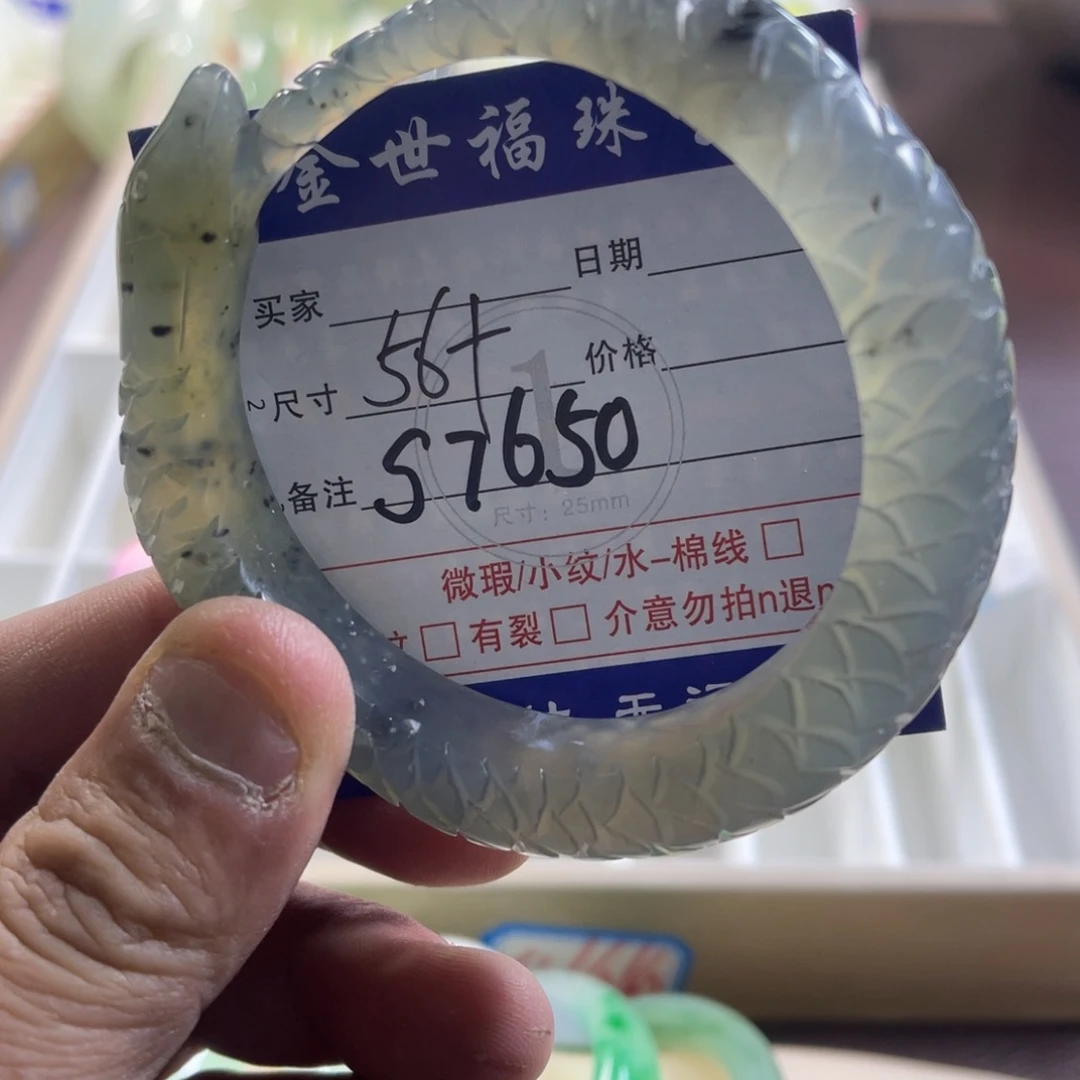 金世福珠
日期
买家
尺寸 56+ 价格
备注 S7650
1
尺寸：25mm
微瑕/小纹/水-棉线
有裂 介意勿拍n退